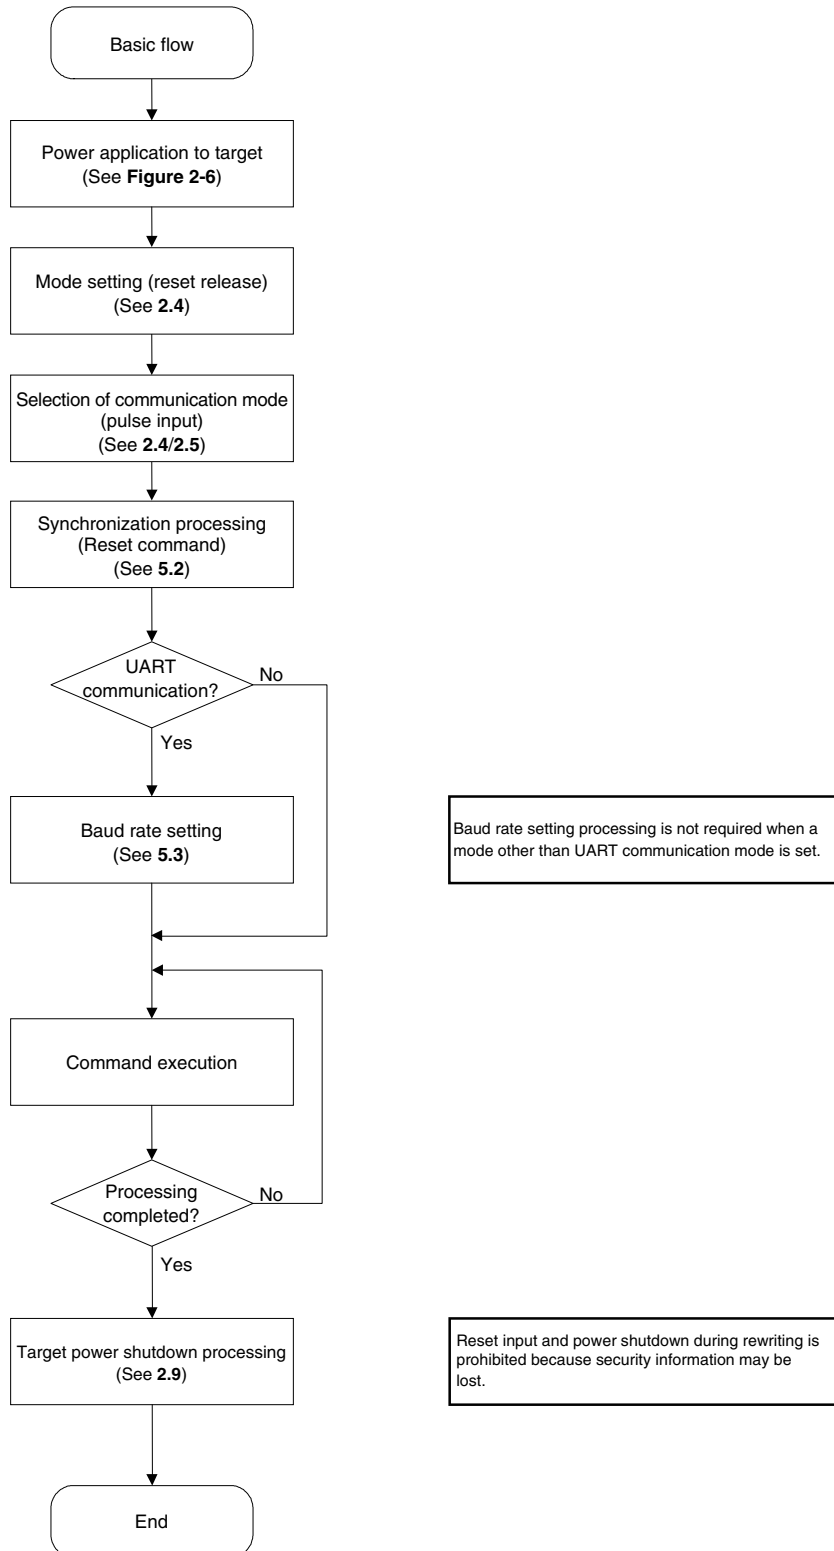 Basic flow
Power application to target
(See Figure 2-6)
Mode setting (reset release)
(See 2.4)
Selection of communication mode
(pulse input)
(See 2.4/2.5)
Synchronization processing
(Reset command)
(See 5.2)
UART
communication?
No
Yes
Baud rate setting
(See 5.3)
Baud rate setting processing is not required when a
mode other than UART communication mode is set.
Command execution
Processing
completed?
No
Yes
Target power shutdown processing
(See 2.9)
Reset input and power shutdown during rewriting is
prohibited because security information may be
lost.
End